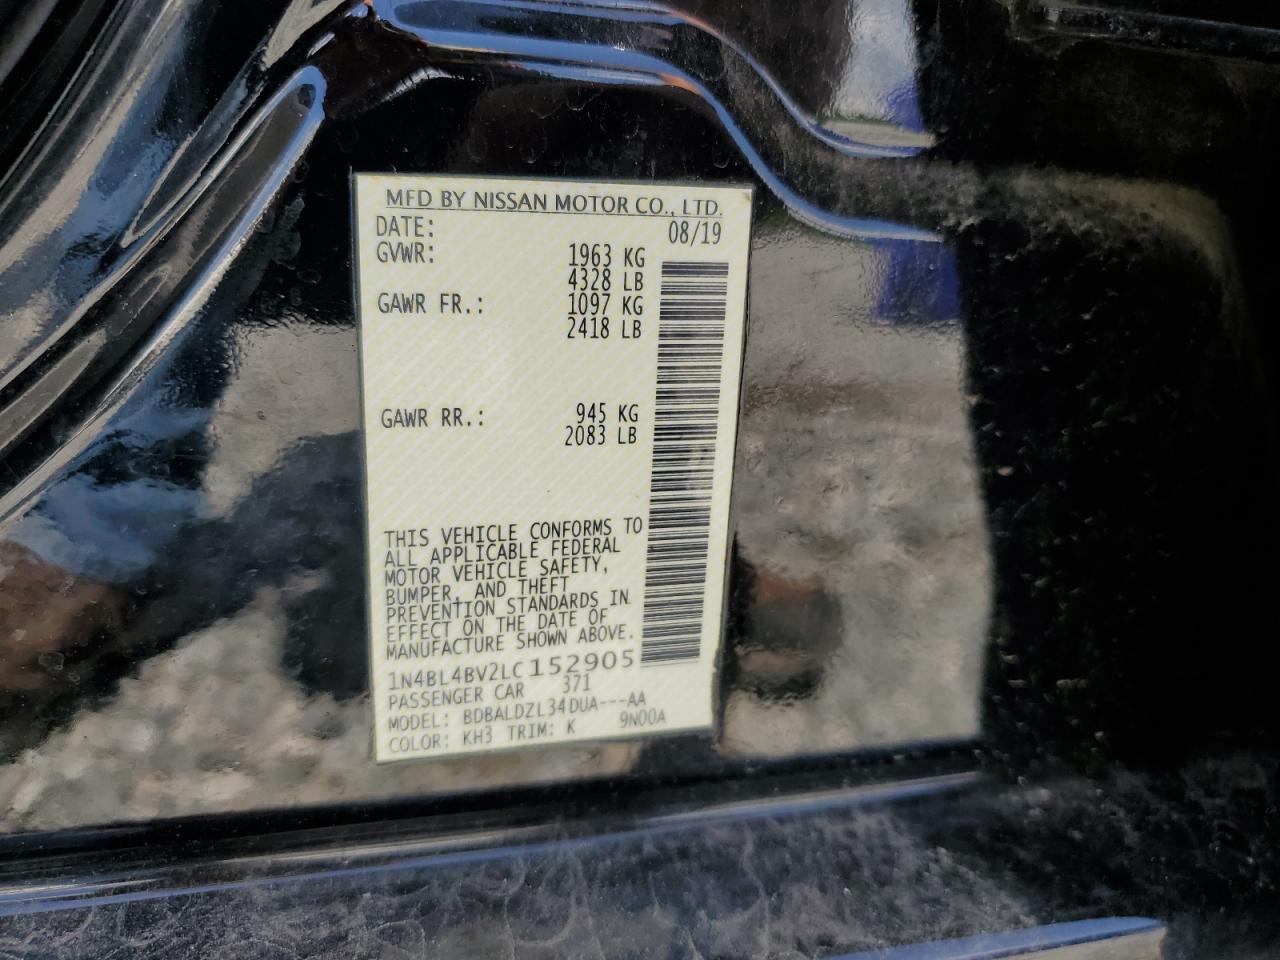 MFD BY NISSAN MOTOR CO., LTD.
DATE: 08/19
GVWR: 1963 KG
4328 LB
GAWR FR.: 1097 KG
2418 LB
GAWR RR.: 945 KG
2083 LB
THIS VEHICLE CONFORMS TO
ALL APPLICABLE FEDERAL
MOTOR VEHICLE SAFETY,
BUMPER, AND THEFT
PREVENTION STANDARDS IN
EFFECT ON THE DATE OF
MANUFACTURE SHOWN ABOVE.
1N4BL4BV2LC152905
PASSENGER CAR 371
MODEL: BDBALDZL34DUA---AA
COLOR: KH3 TRIM: K 9N00A